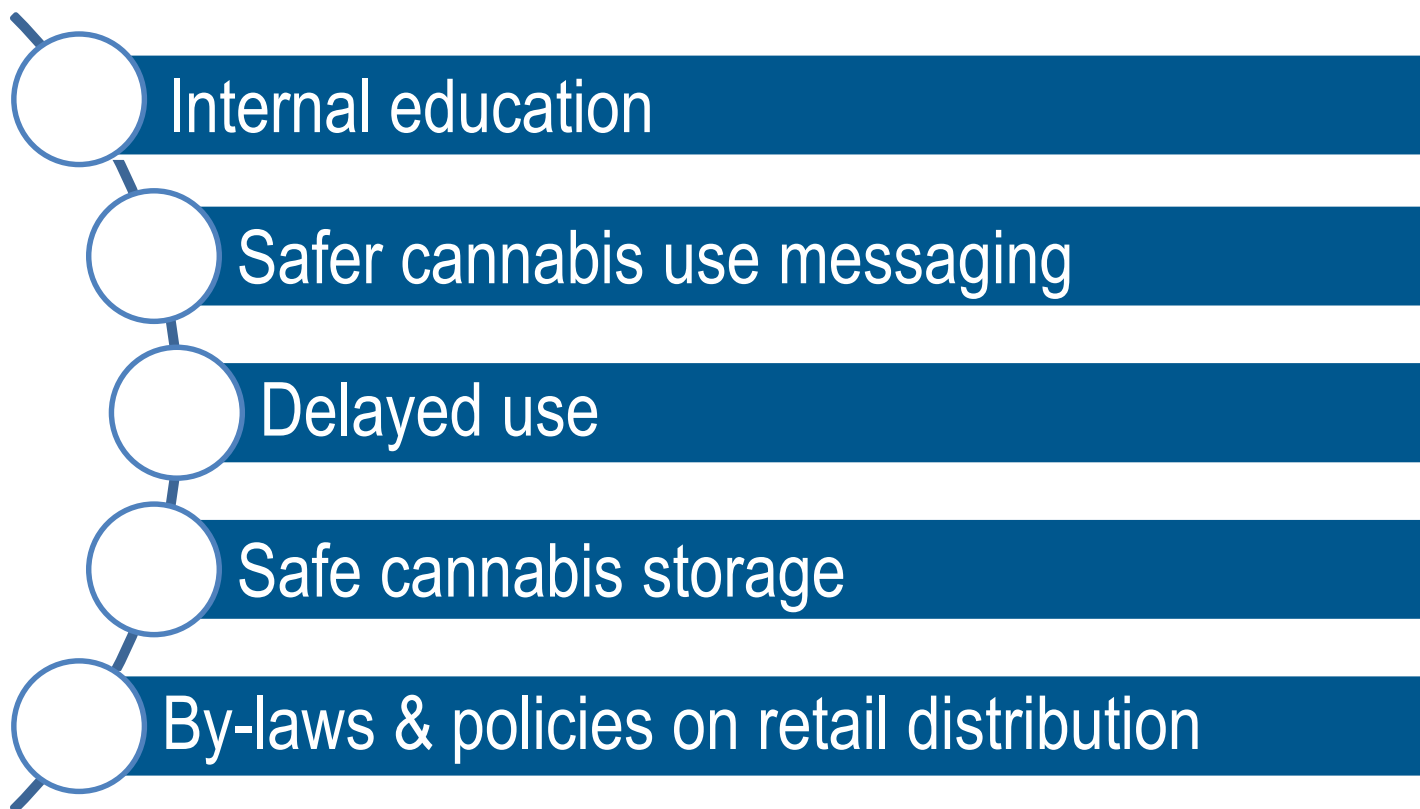 Internal education
Safer cannabis use messaging
Delayed use
Safe cannabis storage
By-laws & policies on retail distribution